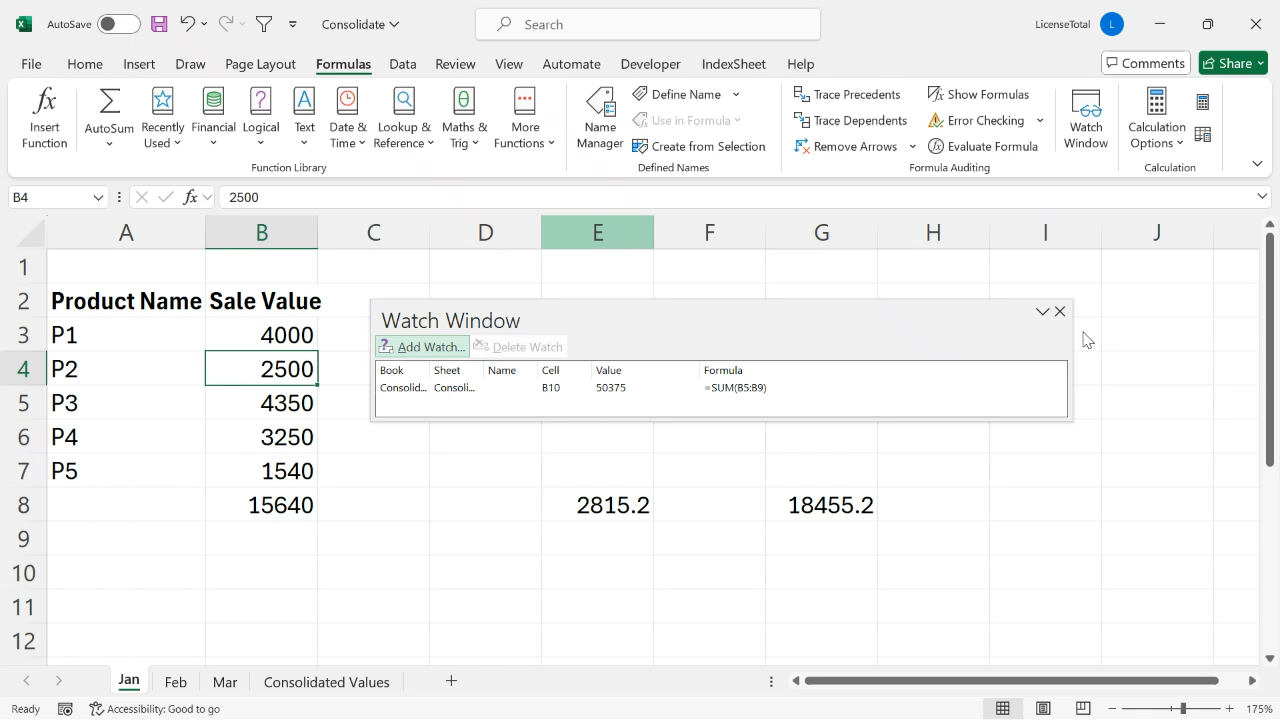 AutoSave
Consolidate
Search
LicenseTotal
L
File Home Insert Draw Page Layout Formulas Data Review View Automate Developer IndexSheet Help
Comments
Share
Insert Function
AutoSum
Recently Used
Financial
Logical
Text
Date & Time
Lookup & Reference
Maths & Trig
More Functions
Function Library
Name Manager
Define Name
Use in Formula
Create from Selection
Defined Names
Trace Precedents
Trace Dependents
Remove Arrows
Show Formulas
Error Checking
Evaluate Formula
Formula Auditing
Watch Window
Calculation Options
Calculation
B4
fx
2500
A B C D E F G H I J
1
2 Product Name Sale Value
3 P1 4000
4 P2 2500
5 P3 4350
6 P4 3250
7 P5 1540
8 15640 2815.2 18455.2
9
10
11
12
Watch Window
Add Watch... Delete Watch
Book Sheet Name Cell Value Formula
Consolid... Consoli... B10 50375 =SUM(B5:B9)
Jan Feb Mar Consolidated Values
Ready
Accessibility: Good to go
175%